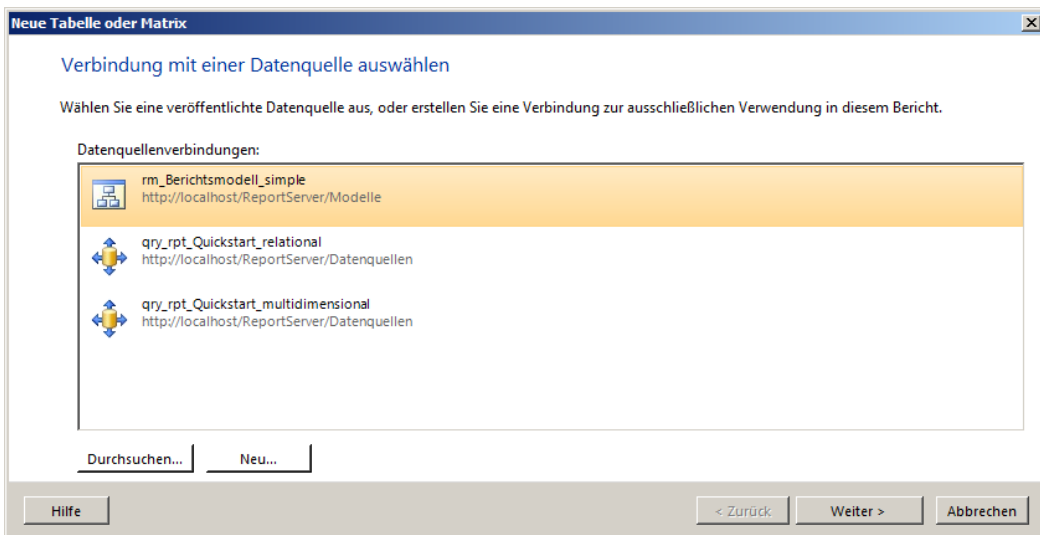 Neue Tabelle oder Matrix
Verbindung mit einer Datenquelle auswählen
Wählen Sie eine veröffentlichte Datenquelle aus, oder erstellen Sie eine Verbindung zur ausschließlichen Verwendung in diesem Bericht.
Datenquellenverbindungen:
rm_Berichtsmodell_simple
http://localhost/ReportServer/Modelle
qry_rpt_Quickstart_relational
http://localhost/ReportServer/Datenquellen
qry_rpt_Quickstart_multidimensional
http://localhost/ReportServer/Datenquellen
Durchsuchen... Neu...
Hilfe < Zurück Weiter > Abbrechen